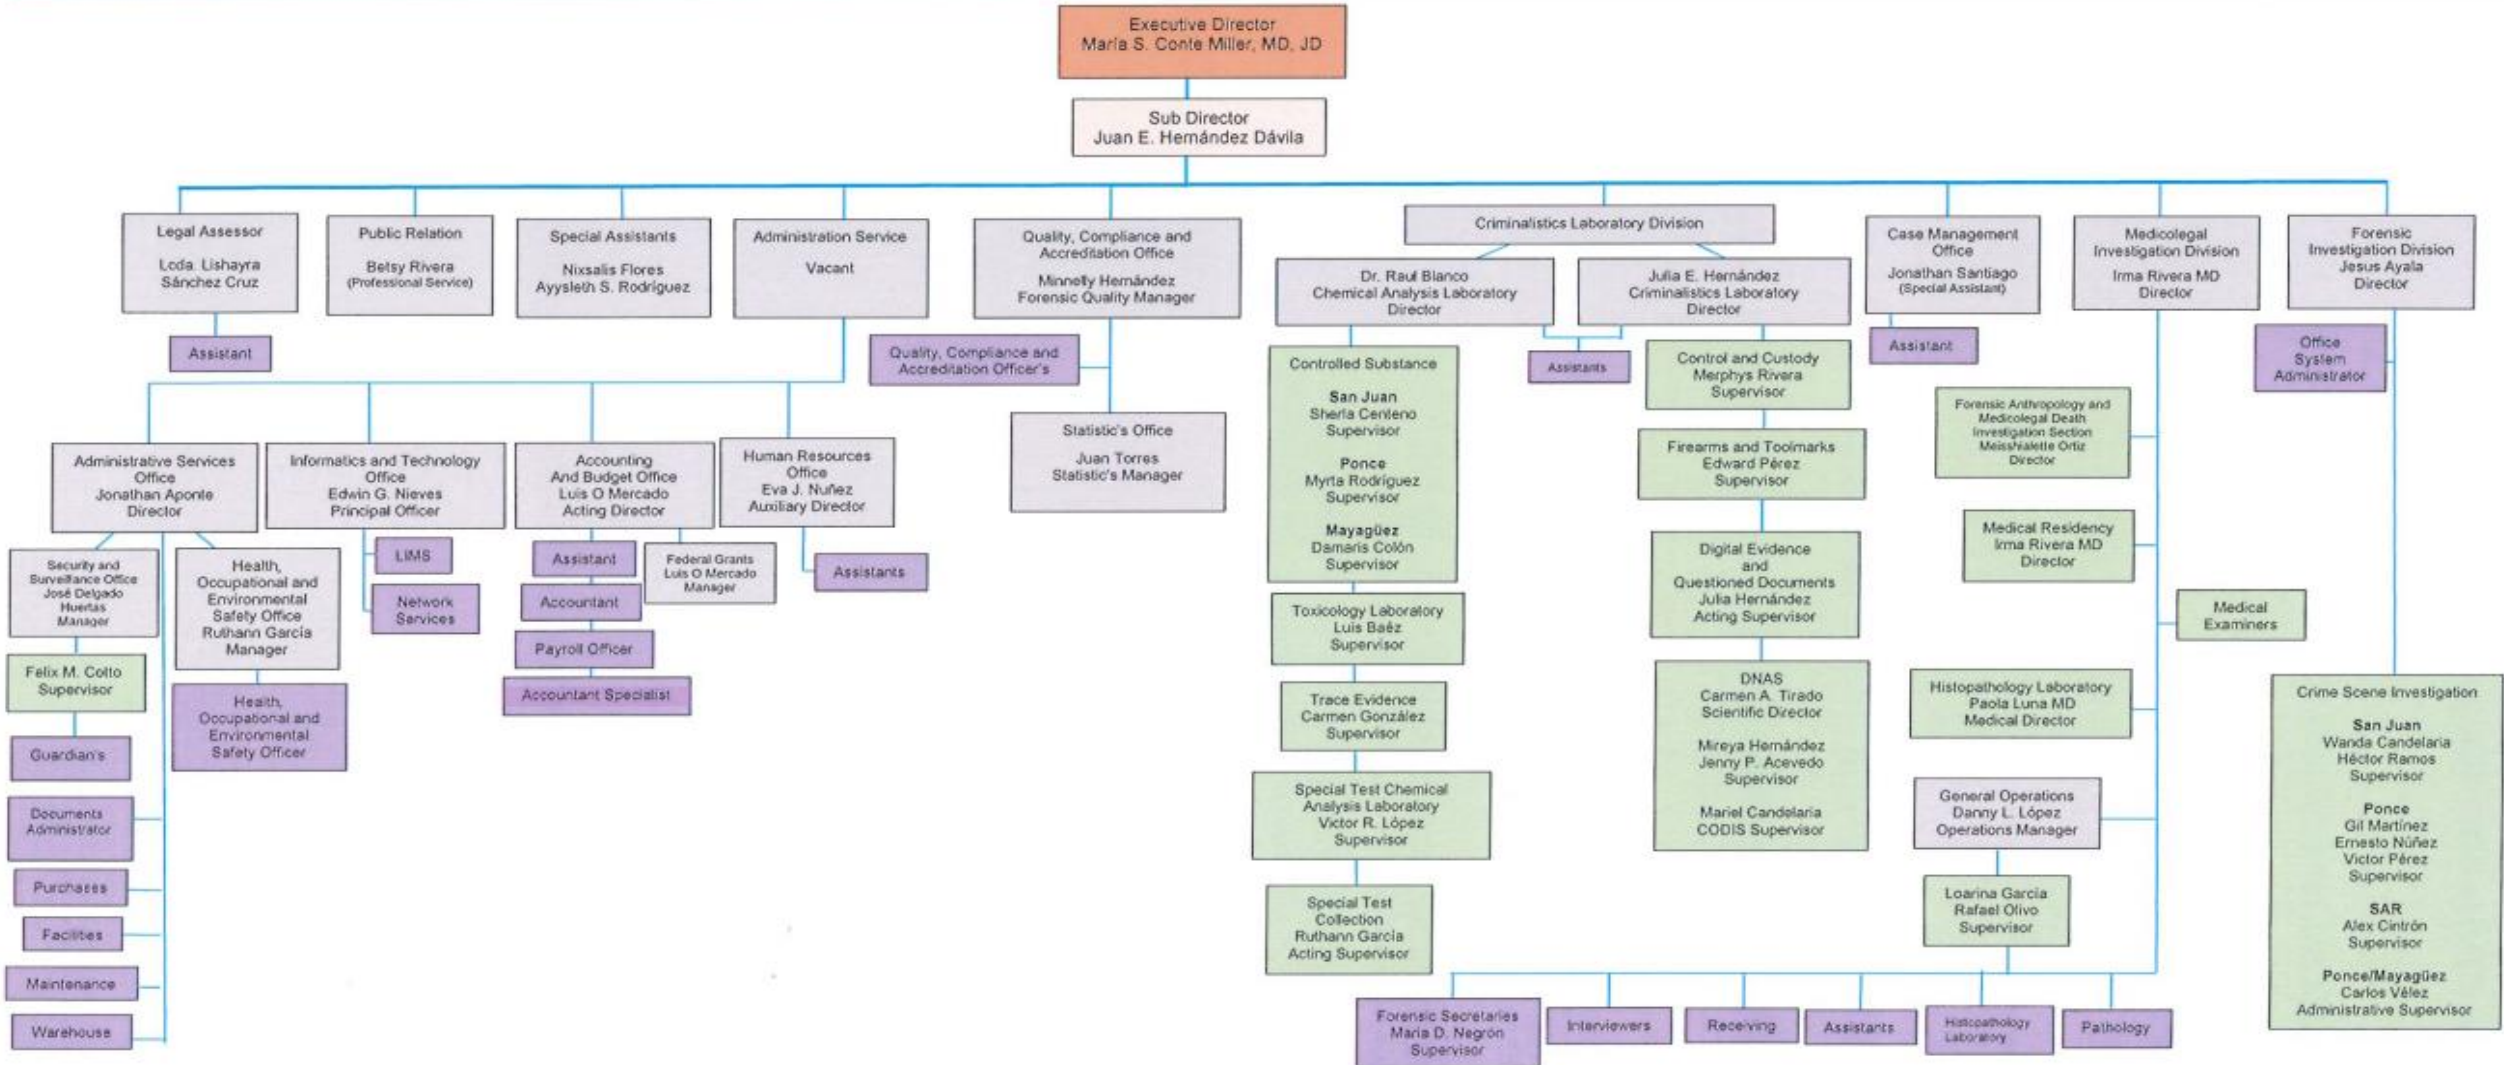 Executive Director
María S. Conte Miller, MD, JD
Sub Director
Juan E. Hernández Dávila
Legal Assessor
Lcda. Lishayra
Sánchez Cruz
Assistant
Public Relation
Betsy Rivera
(Professional Service)
Special Assistants
Nixsalis Flores
Ayysleth S. Rodríguez
Administration Service
Vacant
Quality, Compliance and
Accreditation Office
Minnelly Hernández
Forensic Quality Manager
Quality, Compliance and
Accreditation Officer's
Statistic's Office
Juan Torres
Statistic's Manager
Criminalistics Laboratory Division
Dr. Raul Blanco
Chemical Analysis Laboratory
Director
Julia E. Hernández
Criminalistics Laboratory
Director
Assistants
Case Management
Office
Jonathan Santiago
(Special Assistant)
Assistant
Medicolegal
Investigation Division
Irma Rivera MD
Director
Forensic
Investigation Division
Jesus Ayala
Director
Office
System
Administrator
Administrative Services
Office
Jonathan Aponte
Director
Informatics and Technology
Office
Edwin G. Nieves
Principal Officer
Accounting
And Budget Office
Luis O Mercado
Acting Director
Human Resources
Office
Eva J. Nuñez
Auxiliary Director
Security and
Surveillance Office
José Delgado
Huertas
Manager
Health,
Occupational and
Environmental
Safety Office
Ruthann García
Manager
LIMS
Network
Services
Assistant
Accountant
Payroll Officer
Accountant Specialist
Federal Grants
Luis O Mercado
Manager
Assistants
Felix M. Cotto
Supervisor
Guardian's
Health,
Occupational and
Environmental
Safety Officer
Documents
Administrator
Purchases
Facilities
Maintenance
Warehouse
Controlled Substance
San Juan
Sherla Centeno
Supervisor
Ponce
Myrta Rodríguez
Supervisor
Mayagüez
Damaris Colón
Supervisor
Toxicology Laboratory
Luis Baéz
Supervisor
Trace Evidence
Carmen González
Supervisor
Special Test Chemical
Analysis Laboratory
Victor R. López
Supervisor
Special Test
Collection
Ruthann García
Acting Supervisor
Control and Custody
Merphys Rivera
Supervisor
Firearms and Toolmarks
Edward Pérez
Supervisor
Digital Evidence
and
Questioned Documents
Julia Hernández
Acting Supervisor
DNAS
Carmen A. Tirado
Scientific Director
Mireya Hernández
Jenny P. Acevedo
Supervisor
Mariel Candelaria
CODIS Supervisor
Forensic Anthropology and
Medicolegal Death
Investigation Section
Meisshialette Ortiz
Director
Medical Residency
Irma Rivera MD
Director
Medical
Examiners
Histopathology Laboratory
Paola Luna MD
Medical Director
General Operations
Danny L. López
Operations Manager
Loarina García
Rafael Olivo
Supervisor
Forensic Secretaries
Maria D. Negrón
Supervisor
Interviewers
Receiving
Assistants
Histopathology
Laboratory
Pathology
Crime Scene Investigation
San Juan
Wanda Candelaria
Héctor Ramos
Supervisor
Ponce
Gil Martínez
Ernesto Núñez
Victor Pérez
Supervisor
SAR
Alex Cintrón
Supervisor
Ponce/Mayagüez
Carlos Vélez
Administrative Supervisor